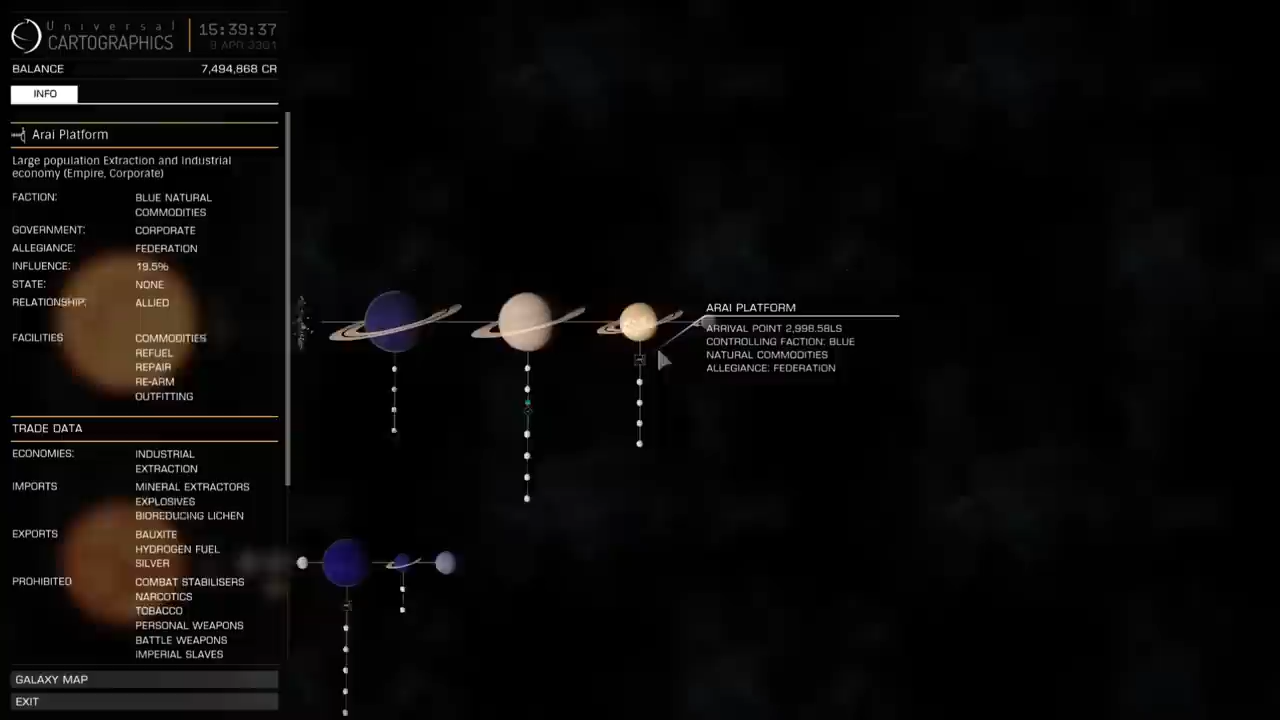 Universal
CARTOGRAPHICS
15:39:37
9 APR 3301
BALANCE 7,494,868 CR
INFO
Arai Platform
Large population Extraction and Industrial
economy (Empire, Corporate)
FACTION: BLUE NATURAL
COMMODITIES
GOVERNMENT: CORPORATE
ALLEGIANCE: FEDERATION
INFLUENCE: 19.5%
STATE: NONE
RELATIONSHIP: ALLIED
FACILITIES COMMODITIES
REFUEL
REPAIR
RE-ARM
OUTFITTING
TRADE DATA
ECONOMIES: INDUSTRIAL
EXTRACTION
IMPORTS MINERAL EXTRACTORS
EXPLOSIVES
BIOREDUCING LICHEN
EXPORTS BAUXITE
HYDROGEN FUEL
SILVER
PROHIBITED COMBAT STABILISERS
NARCOTICS
TOBACCO
PERSONAL WEAPONS
BATTLE WEAPONS
IMPERIAL SLAVES
GALAXY MAP
EXIT
ARAI PLATFORM
ARRIVAL POINT 2,998.58LS
CONTROLLING FACTION: BLUE
NATURAL COMMODITIES
ALLEGIANCE: FEDERATION